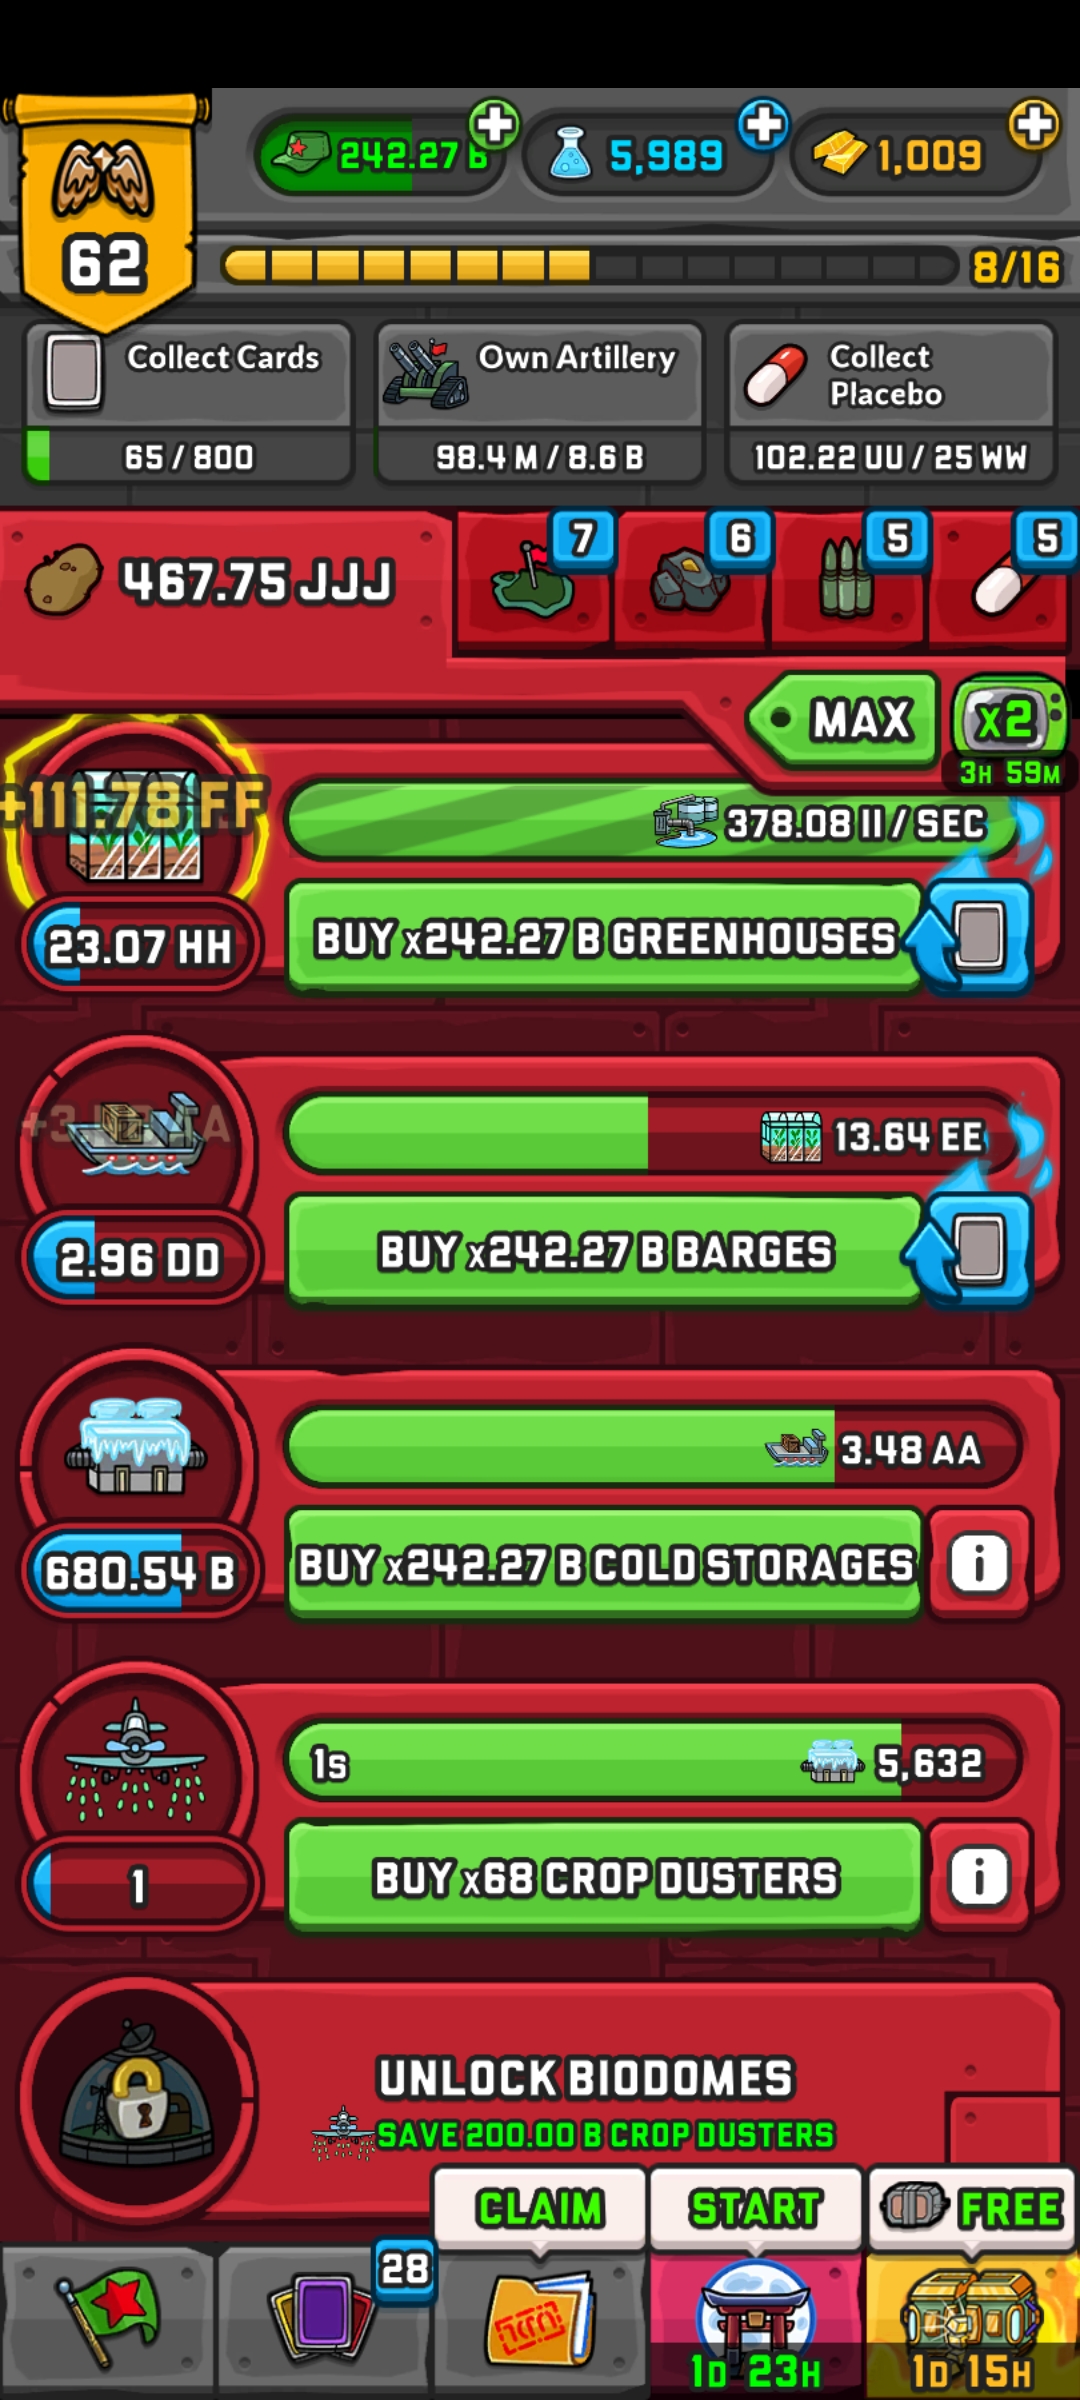 62
242.27 B
5,989
1,009
8/16
Collect Cards
65 / 800
Own Artillery
98.4 M / 8.6 B
Collect
Placebo
102.22 UU / 25 WW
467.75 JJJ
7
6
5
5
MAX
x2
3H 59M
+111.78 FF
378.08 II / SEC
23.07 HH
BUY x242.27 B GREENHOUSES
13.64 EE
2.96 DD
BUY x242.27 B BARGES
3.48 AA
680.54 B
BUY x242.27 B COLD STORAGES
i
1s
5,632
1
BUY x68 CROP DUSTERS
i
UNLOCK BIODOMES
SAVE 200.00 B CROP DUSTERS
CLAIM
START
FREE
28
1D 23H
1D 15H